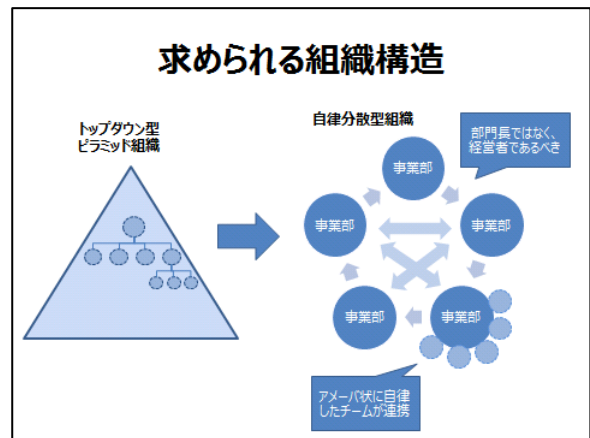 求められる組織構造
トップダウン型
ピラミッド組織
自律分散型組織
部門長ではなく、
経営者であるべき
事業部
事業部
事業部
事業部
事業部
アメーバ状に自律
したチームが連携